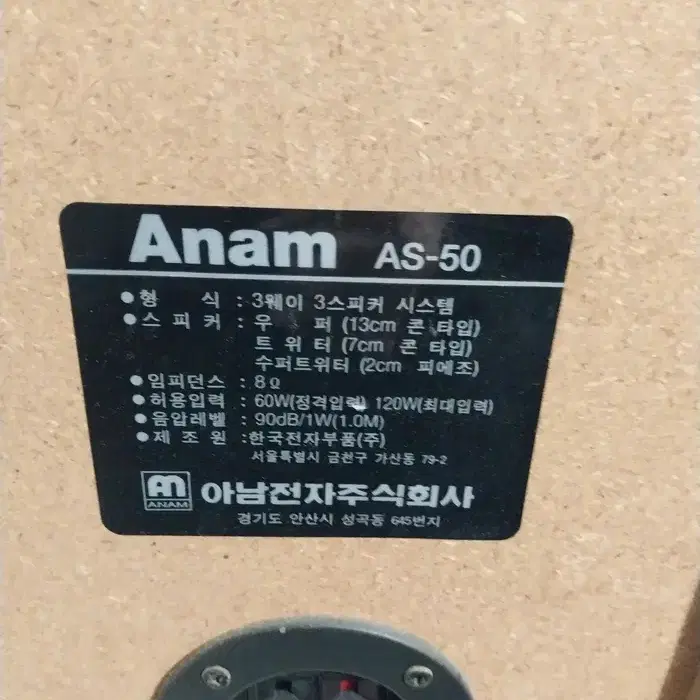 Anam AS-50
●형 식 : 3웨이 3스피커 시스템
●스 피 커 : 우 퍼 (13cm 콘 타입)
트 위 터 (7cm 콘 타입)
수퍼트위터 (2cm 피에조)
●임피던스 : 8Ω
●허용입력 : 60W(정격입력) 120W(최대입력)
●음압레벨 : 90dB/1W(1.0M)
●제 조 원 : 한국전자부품(주)
서울특별시 금천구 가산동 79-2
ANAM 아남전자주식회사
경기도 안산시 성곡동 645번지